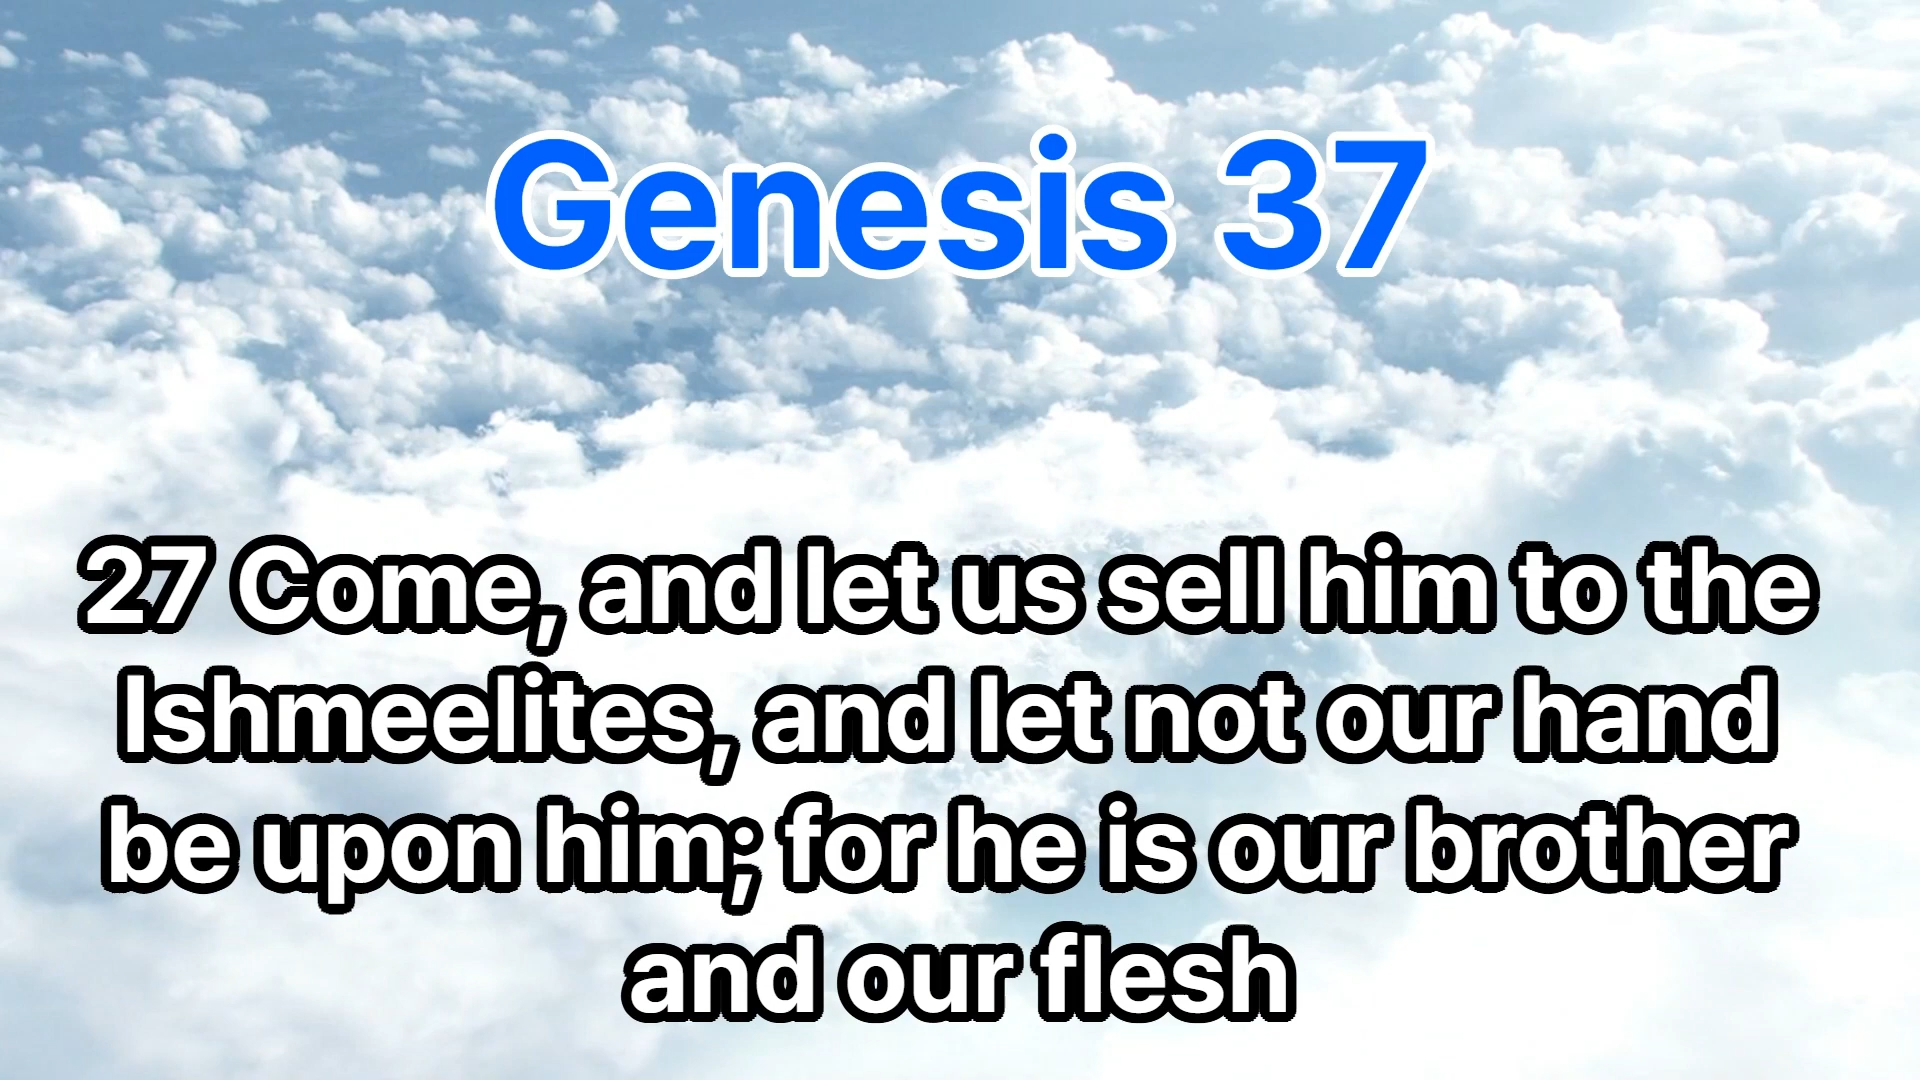 Genesis 37
27 Come, and let us sell him to the
Ishmeelites, and let not our hand
be upon him; for he is our brother
and our flesh